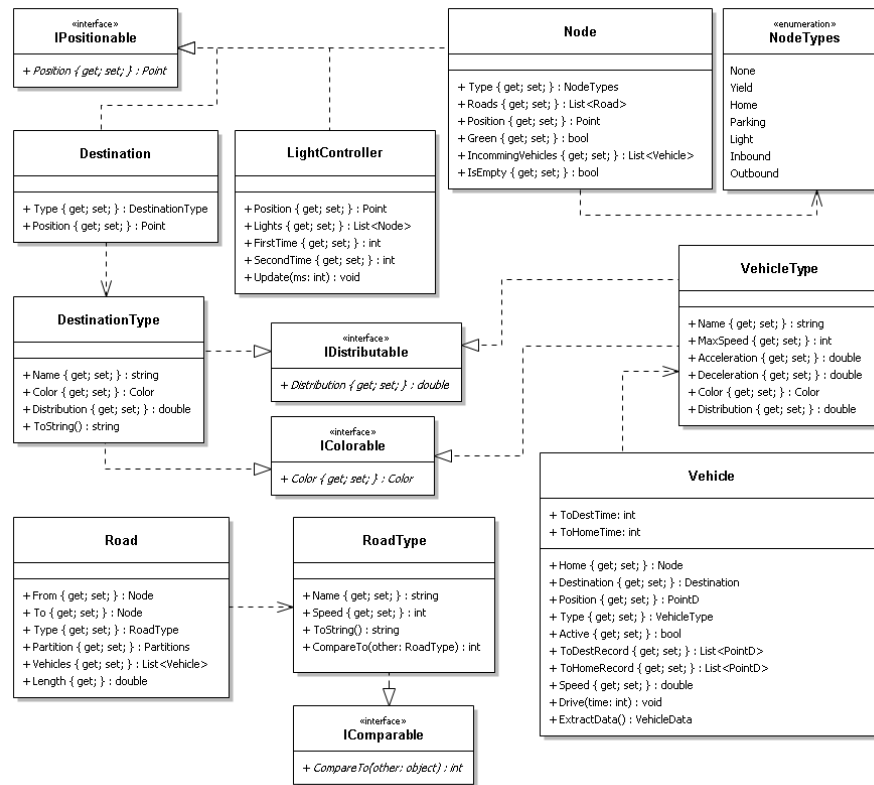 «interface»
IPositionable
+ Position { get; set; } : Point
Node
+ Type { get; set; } : NodeTypes
+ Roads { get; set; } : List<Road>
+ Position { get; set; } : Point
+ Green { get; set; } : bool
+ IncommingVehicles { get; set; } : List<Vehicle>
+ IsEmpty { get; set; } : bool
«enumeration»
NodeTypes
None
Yield
Home
Parking
Light
Inbound
Outbound
Destination
+ Type { get; set; } : DestinationType
+ Position { get; set; } : Point
LightController
+ Position { get; set; } : Point
+ Lights { get; set; } : List<Node>
+ FirstTime { get; set; } : int
+ SecondTime { get; set; } : int
+ Update(ms: int) : void
DestinationType
+ Name { get; set; } : string
+ Color { get; set; } : Color
+ Distribution { get; set; } : double
+ ToString() : string
«interface»
IDistributable
+ Distribution { get; set; } : double
VehicleType
+ Name { get; set; } : string
+ MaxSpeed { get; set; } : int
+ Acceleration { get; set; } : double
+ Deceleration { get; set; } : double
+ Color { get; set; } : Color
+ Distribution { get; set; } : double
«interface»
IColorable
+ Color { get; set; } : Color
Vehicle
+ ToDestTime: int
+ ToHomeTime: int
+ Home { get; set; } : Node
+ Destination { get; set; } : Destination
+ Position { get; set; } : PointD
+ Type { get; set; } : VehicleType
+ Active { get; set; } : bool
+ ToDestRecord { get; set; } : List<PointD>
+ ToHomeRecord { get; set; } : List<PointD>
+ Speed { get; set; } : double
+ Drive(time: int) : void
+ ExtractData() : VehicleData
Road
+ From { get; set; } : Node
+ To { get; set; } : Node
+ Type { get; set; } : RoadType
+ Partition { get; set; } : Partitions
+ Vehicles { get; set; } : List<Vehicle>
+ Length { get; } : double
RoadType
+ Name { get; set; } : string
+ Speed { get; set; } : int
+ ToString() : string
+ CompareTo(other: RoadType) : int
«interface»
IComparable
+ CompareTo(other: object) : int